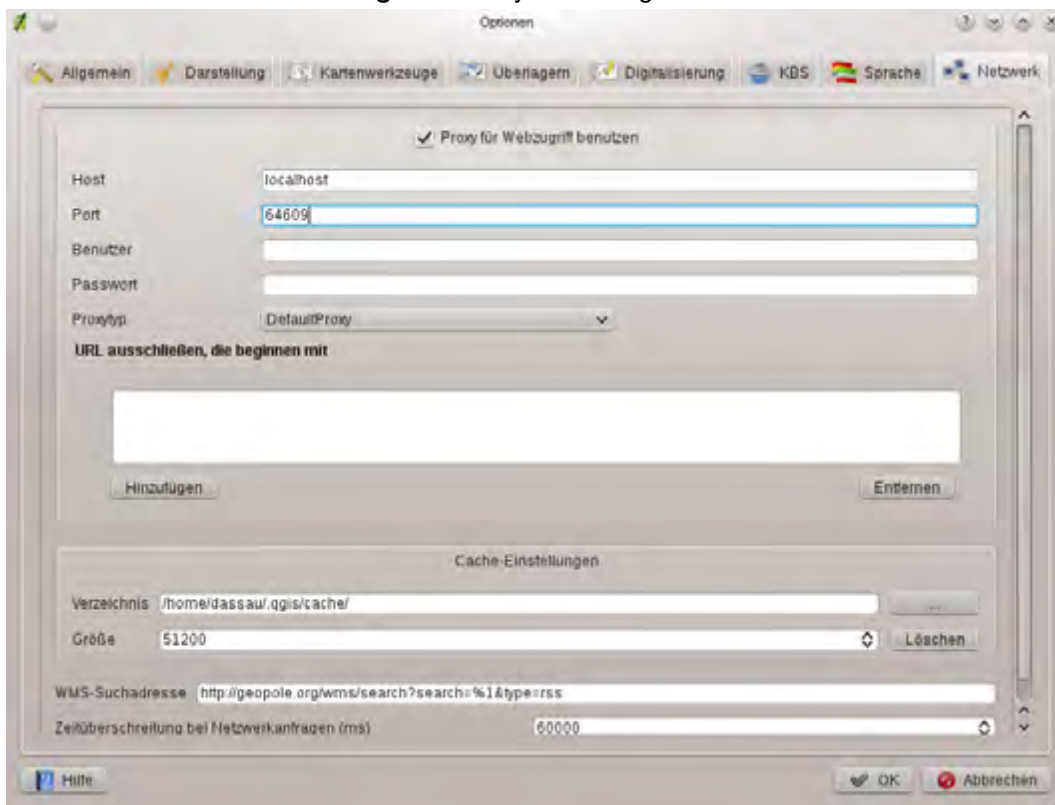 Optionen
Allgemein Darstellung Kartenwerkzeuge Überlagern Digitalisierung KBS Sprache Netzwerk
Proxy für Webzugriff benutzen
Host localhost
Port 64609
Benutzer
Passwort
Proxytyp DefaultProxy
URL ausschließen, die beginnen mit
Hinzufügen Entfernen
Cache-Einstellungen
Verzeichnis /home/dassau/.qgis/cache/ ...
Größe 51200 Löschen
WMS-Suchadresse http://geopole.org/wms/search?search=%1&type=rss
Zeitüberschreitung bei Netzwerkanfragen (ms) 60000
Hilfe OK Abbrechen